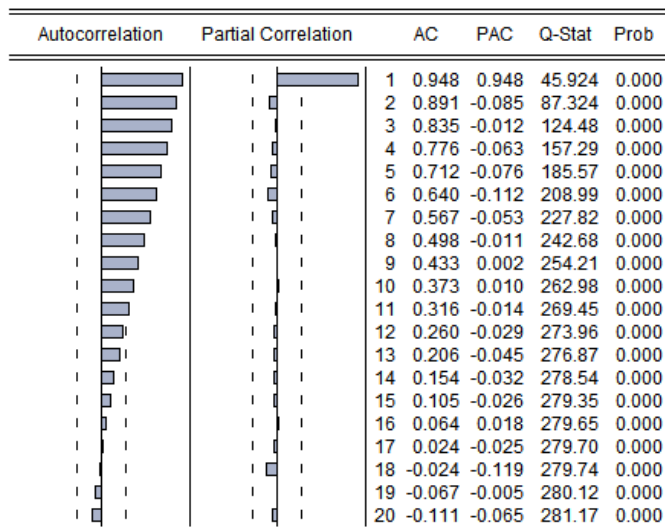 Autocorrelation Partial Correlation AC PAC Q-Stat Prob
1 0.948 0.948 45.924 0.000
2 0.891 -0.085 87.324 0.000
3 0.835 -0.012 124.48 0.000
4 0.776 -0.063 157.29 0.000
5 0.712 -0.076 185.57 0.000
6 0.640 -0.112 208.99 0.000
7 0.567 -0.053 227.82 0.000
8 0.498 -0.011 242.68 0.000
9 0.433 0.002 254.21 0.000
10 0.373 0.010 262.98 0.000
11 0.316 -0.014 269.45 0.000
12 0.260 -0.029 273.96 0.000
13 0.206 -0.045 276.87 0.000
14 0.154 -0.032 278.54 0.000
15 0.105 -0.026 279.35 0.000
16 0.064 0.018 279.65 0.000
17 0.024 -0.025 279.70 0.000
18 -0.024 -0.119 279.74 0.000
19 -0.067 -0.005 280.12 0.000
20 -0.111 -0.065 281.17 0.000